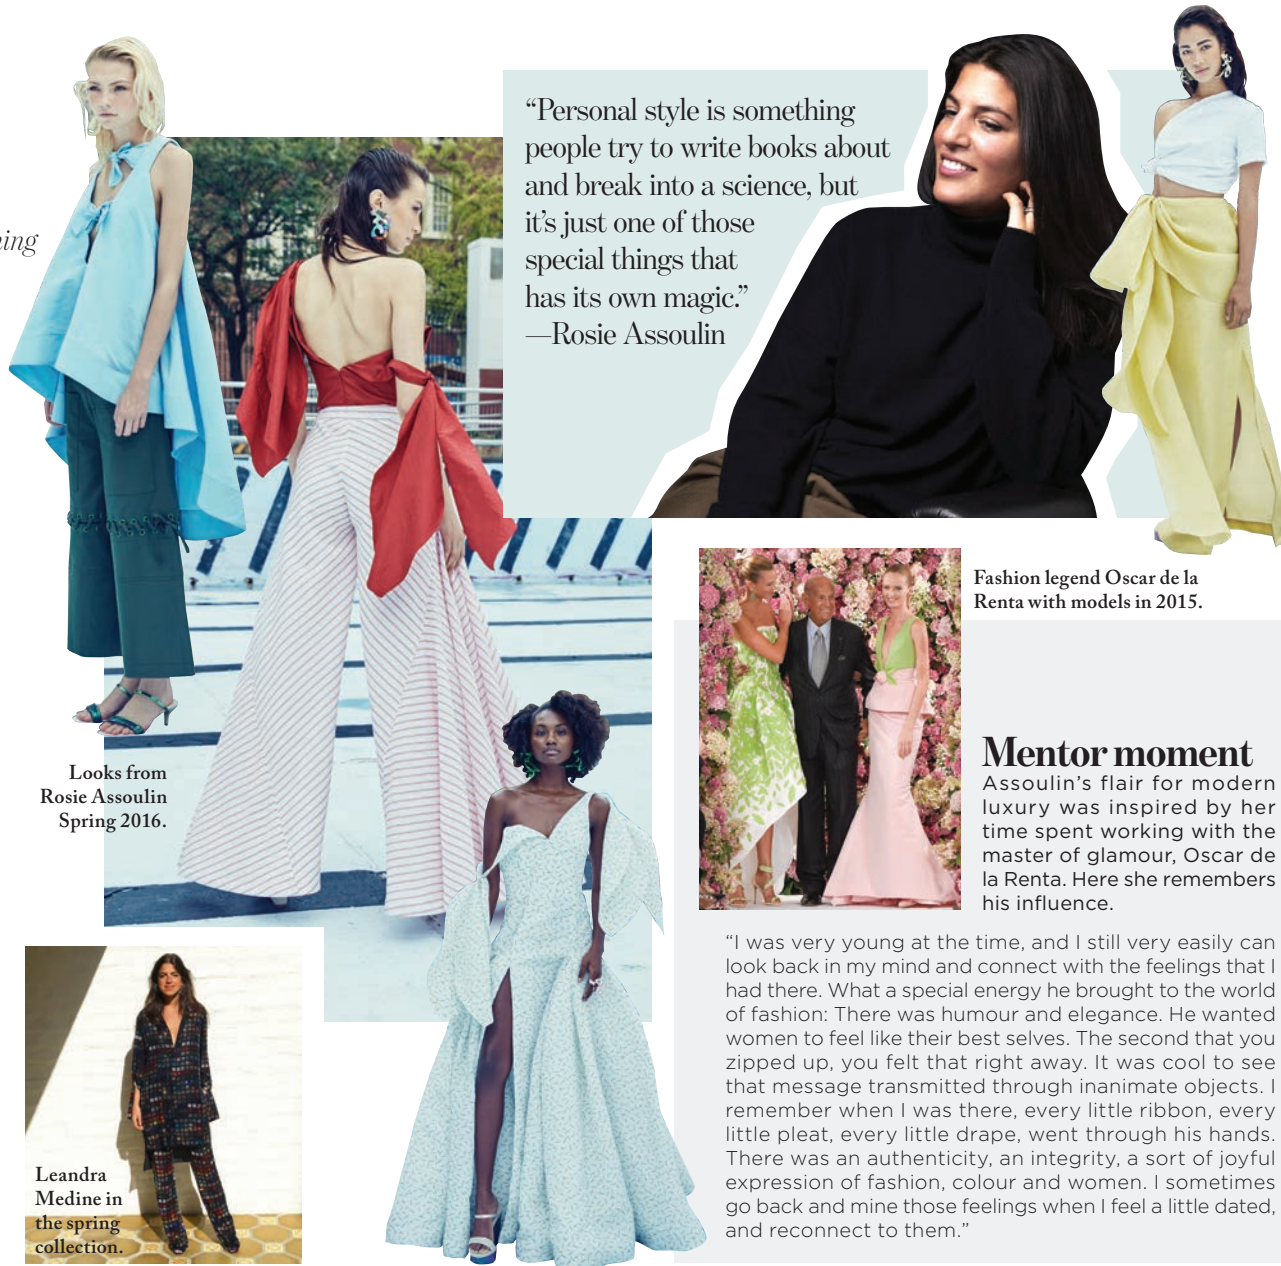 “Personal style is something
people try to write books about
and break into a science, but
it’s just one of those
special things that
has its own magic.”
—Rosie Assoulin
Fashion legend Oscar de la
Renta with models in 2015.
Looks from
Rosie Assoulin
Spring 2016.
Mentor moment
Assoulin’s flair for modern
luxury was inspired by her
time spent working with the
master of glamour, Oscar de
la Renta. Here she remembers
his influence.
“I was very young at the time, and I still very easily can
look back in my mind and connect with the feelings that I
had there. What a special energy he brought to the world
of fashion: There was humour and elegance. He wanted
women to feel like their best selves. The second that you
zipped up, you felt that right away. It was cool to see
that message transmitted through inanimate objects. I
remember when I was there, every little ribbon, every
little pleat, every little drape, went through his hands.
There was an authenticity, an integrity, a sort of joyful
expression of fashion, colour and women. I sometimes
go back and mine those feelings when I feel a little dated,
and reconnect to them.”
Leandra
Medine in
the spring
collection.